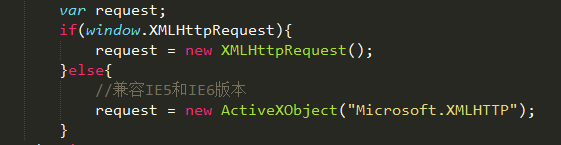 var request;
if(window.XMLHttpRequest){
request = new XMLHttpRequest();
}else{
//兼容IE5和IE6版本
request = new ActiveXObject("Microsoft.XMLHTTP");
}